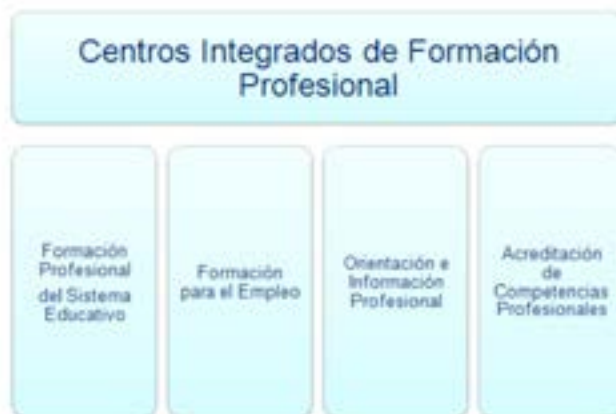 Centros Integrados de Formación
Profesional
Formación
Profesional
del Sistema
Educativo
Formación
para el Empleo
Orientación e
Información
Profesional
Acreditación
de
Competencias
Profesionales